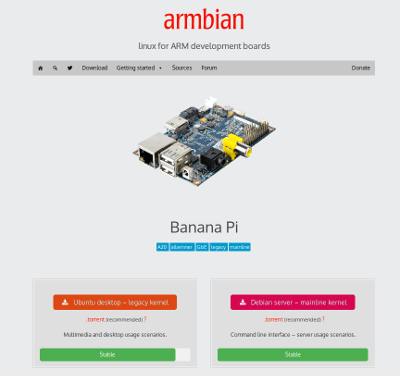 armbian
linux for ARM development boards
Download Getting started Sources Forum Donate
Banana Pi
A20 allwinner GbE legacy mainline
Ubuntu desktop – legacy kernel
.torrent (recommended) ?
Multimedia and desktop usage scenarios.
Stable
Debian server – mainline kernel
.torrent (recommended) ?
Command line interface – server usage scenarios.
Stable